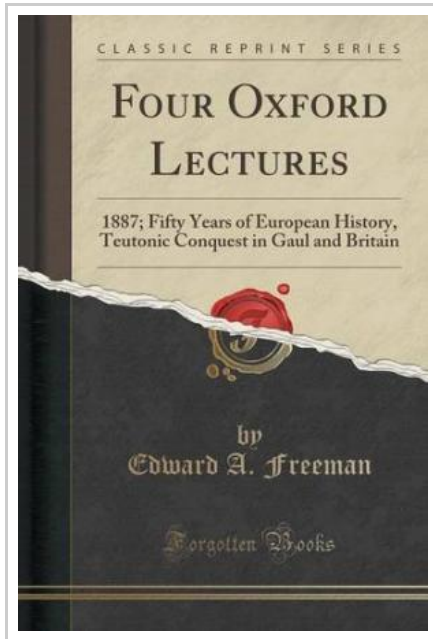 CLASSIC REPRINT SERIES
FOUR OXFORD
LECTURES
1887; Fifty Years of European History,
Teutonic Conquest in Gaul and Britain
F
by
Edward A. Freeman
Forgotten Books